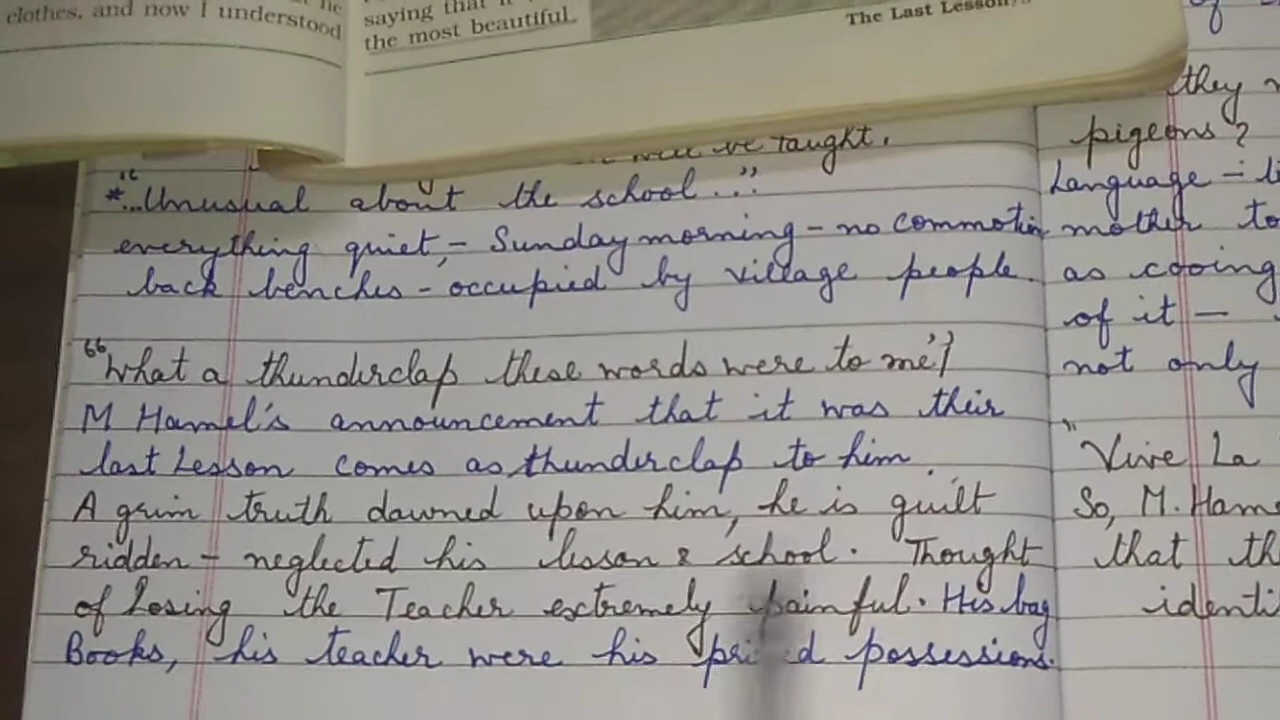 clothes, and now I understood
saying that
the most beautiful.
The Last Lesson
they
taught.
"
*...Unusual about the school..."
everything quiet, - Sunday morning - no commotion
back benches - occupied by village people.
"What a thunderclap these words were to me"!
M Hamel's announcement that it was their
last Lesson comes as thunderclap to him.
A grim truth dawned upon him, he is guilt
ridden - neglected his lesson & school. Thought
of Losing the Teacher extremely painful. His bag
Books, his teacher were his possessions.
pigeons?
Language -
mother to
as cooing
of it -
not only
"Vive La
So, M.
that